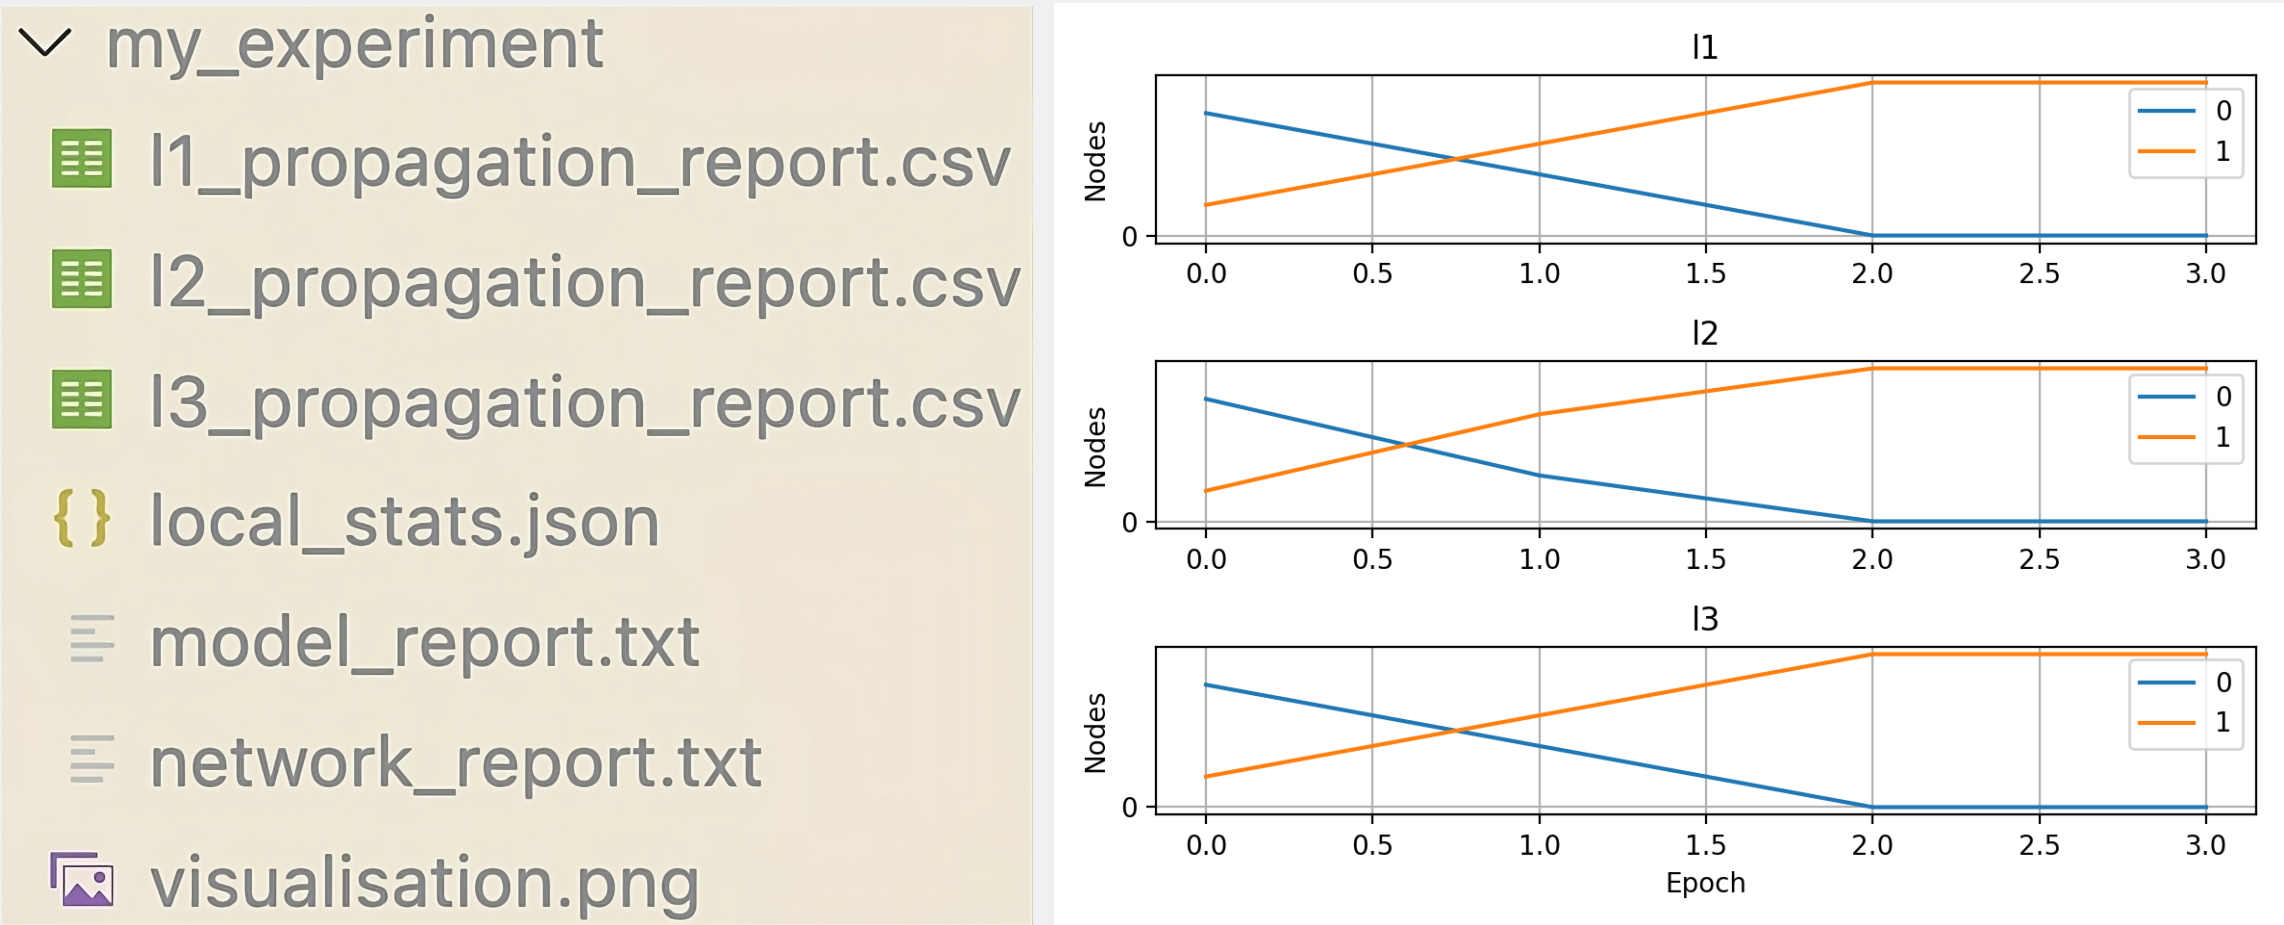 my_experiment
l1_propagation_report.csv
l2_propagation_report.csv
l3_propagation_report.csv
local_stats.json
model_report.txt
network_report.txt
visualisation.png
l1
Nodes
0
0
1
0.0 0.5 1.0 1.5 2.0 2.5 3.0
l2
Nodes
0
0
1
0.0 0.5 1.0 1.5 2.0 2.5 3.0
l3
Nodes
0
0
1
0.0 0.5 1.0 1.5 2.0 2.5 3.0
Epoch